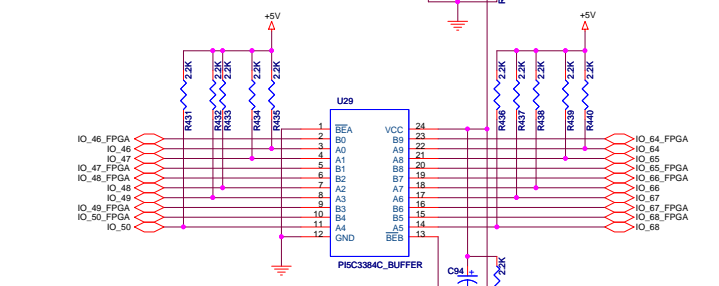 +5V
+5V
2.2K
2.2K
2.2K
2.2K
2.2K
2.2K
2.2K
2.2K
2.2K
2.2K
R431
R432
R433
R434
R435
R436
R437
R438
R439
R440
U29
1 BEA VCC 24
2 B0 B9 23
3 A0 A9 22
4 A1 A8 21
5 B1 B8 20
6 B2 B7 19
7 A2 A7 18
8 A3 A6 17
9 B3 B6 16
10 B4 B5 15
11 A4 A5 14
12 GND BEB 13
IO_46_FPGA
IO_46
IO_47
IO_47_FPGA
IO_48_FPGA
IO_48
IO_49
IO_49_FPGA
IO_50_FPGA
IO_50
IO_64_FPGA
IO_64
IO_65
IO_65_FPGA
IO_66_FPGA
IO_66
IO_67
IO_67_FPGA
IO_68_FPGA
IO_68
PI5C3384C_BUFFER
C94
+
2.2K